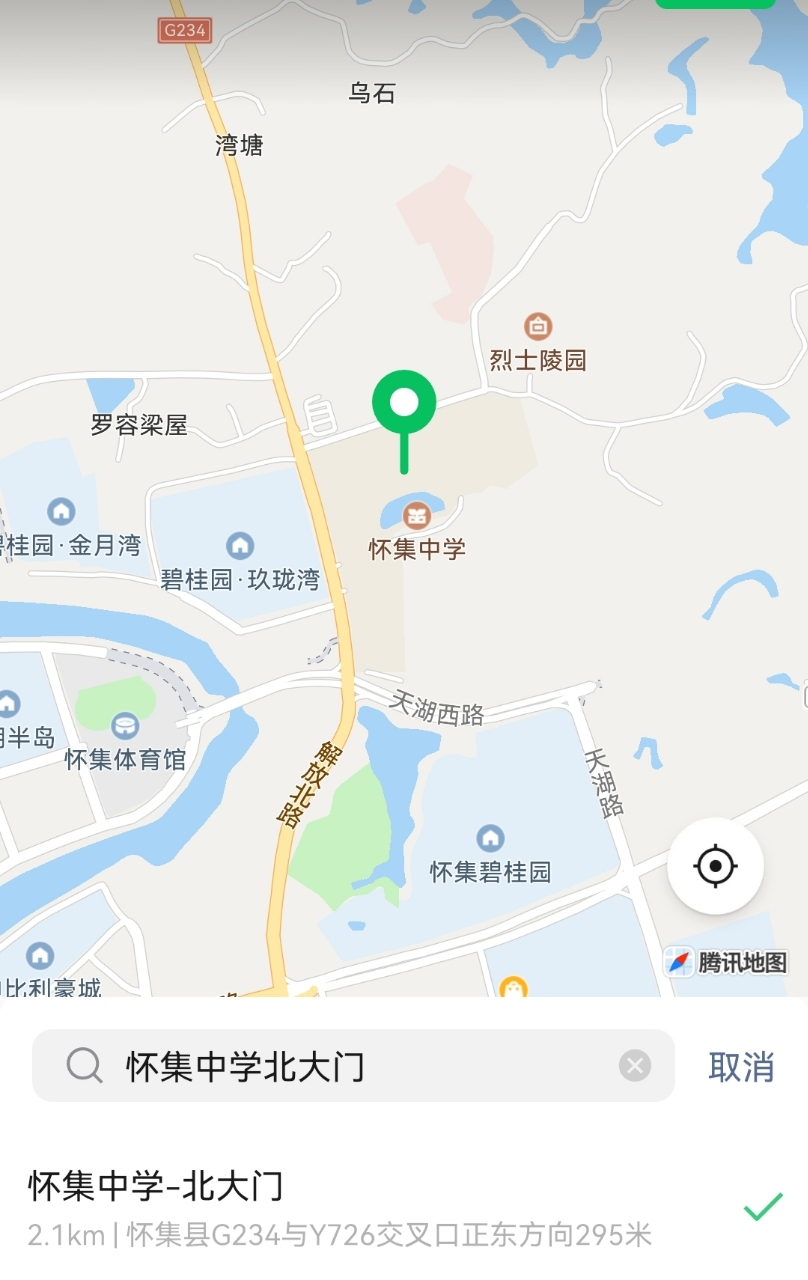 G234
乌石
湾塘
烈士陵园
罗容梁屋
怀集中学
碧桂园·金月湾
碧桂园·玖珑湾
天湖西路
半岛
怀集体育馆
解放北路
天湖路
怀集碧桂园
比利豪城
腾讯地图
怀集中学北大门
取消
怀集中学-北大门
2.1km | 怀集县G234与Y726交叉口正东方向295米